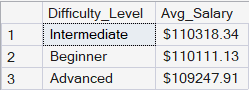 Difficulty_Level Avg_Salary
1 Intermediate $110318.34
2 Beginner $110111.13
3 Advanced $109247.91